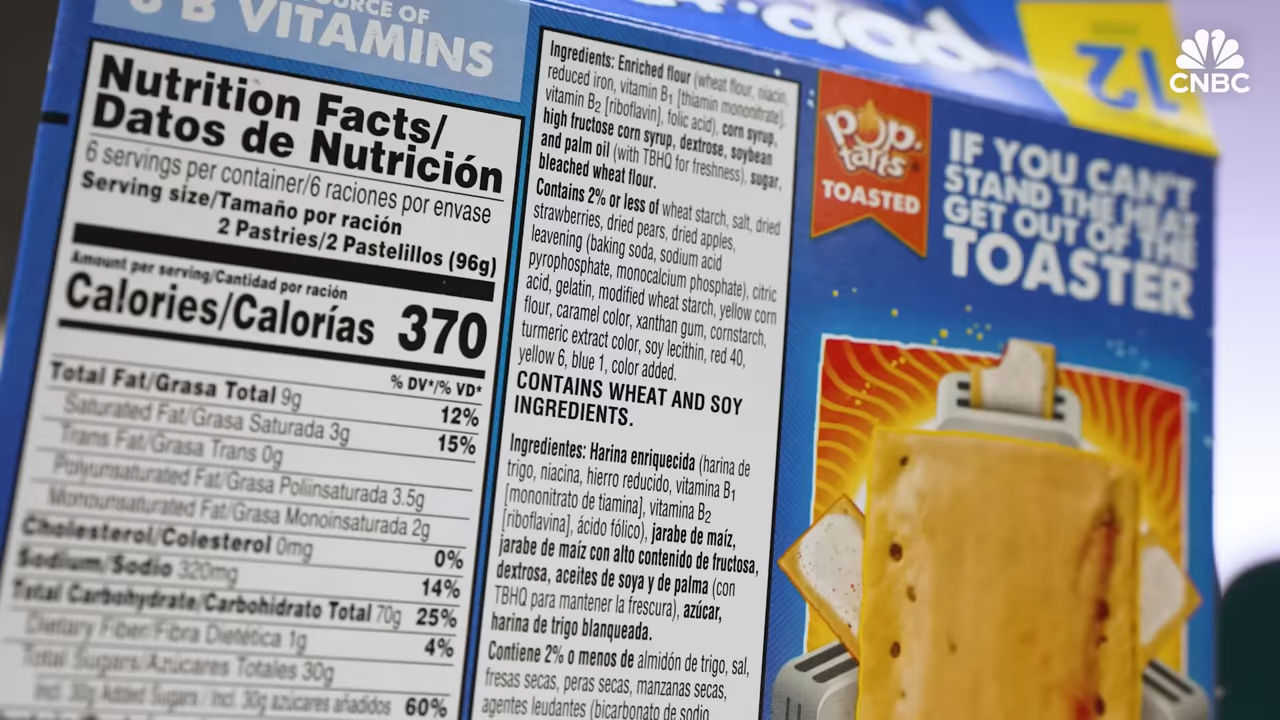 SOURCE OF
B VITAMINS
Nutrition Facts/
Datos de Nutrición
6 servings per container/6 raciones por envase
Serving size/Tamaño por ración
2 Pastries/2 Pastelillos (96g)
Amount per serving/Cantidad por ración
Calories/Calorías 370
% DV*/% VD*
Total Fat/Grasa Total 9g 12%
Saturated Fat/Grasa Saturada 3g 15%
Trans Fat/Grasa Trans 0g
Polyunsaturated Fat/Grasa Poliinsaturada 3.5g
Monounsaturated Fat/Grasa Monoinsaturada 2g
Cholesterol/Colesterol 0mg 0%
Sodium/Sodio 320mg 14%
Total Carbohydrate/Carbohidrato Total 70g 25%
Dietary Fiber/Fibra Dietética 1g 4%
Total Sugars/Azúcares Totales 30g
Incl. 30g Added Sugars / Incl. 30g azúcares añadidos 60%
Ingredients: Enriched flour (wheat flour, niacin,
reduced iron, vitamin B₁ [thiamin mononitrate],
vitamin B₂ [riboflavin], folic acid), corn syrup,
high fructose corn syrup, dextrose, soybean
and palm oil (with TBHQ for freshness), sugar,
bleached wheat flour.
Contains 2% or less of wheat starch, salt, dried
strawberries, dried pears, dried apples,
leavening (baking soda, sodium acid
pyrophosphate, monocalcium phosphate), citric
acid, gelatin, modified wheat starch, yellow corn
flour, caramel color, xanthan gum, cornstarch,
turmeric extract color, soy lecithin, red 40,
yellow 6, blue 1, color added.
CONTAINS WHEAT AND SOY
INGREDIENTS.
Ingredientes: Harina enriquecida (harina de
trigo, niacina, hierro reducido, vitamina B₁
[mononitrato de tiamina], vitamina B₂
[riboflavina], ácido fólico), jarabe de maíz,
jarabe de maíz con alto contenido de fructosa,
dextrosa, aceites de soya y de palma (con
TBHQ para mantener la frescura), azúcar,
harina de trigo blanqueada.
Contiene 2% o menos de almidón de trigo, sal,
fresas secas, peras secas, manzanas secas,
agentes leudantes (bicarbonato de sodio
12
pop.
tarts
TOASTED
IF YOU CAN'T
STAND THE HEAT
GET OUT OF THE
TOASTER
CNBC